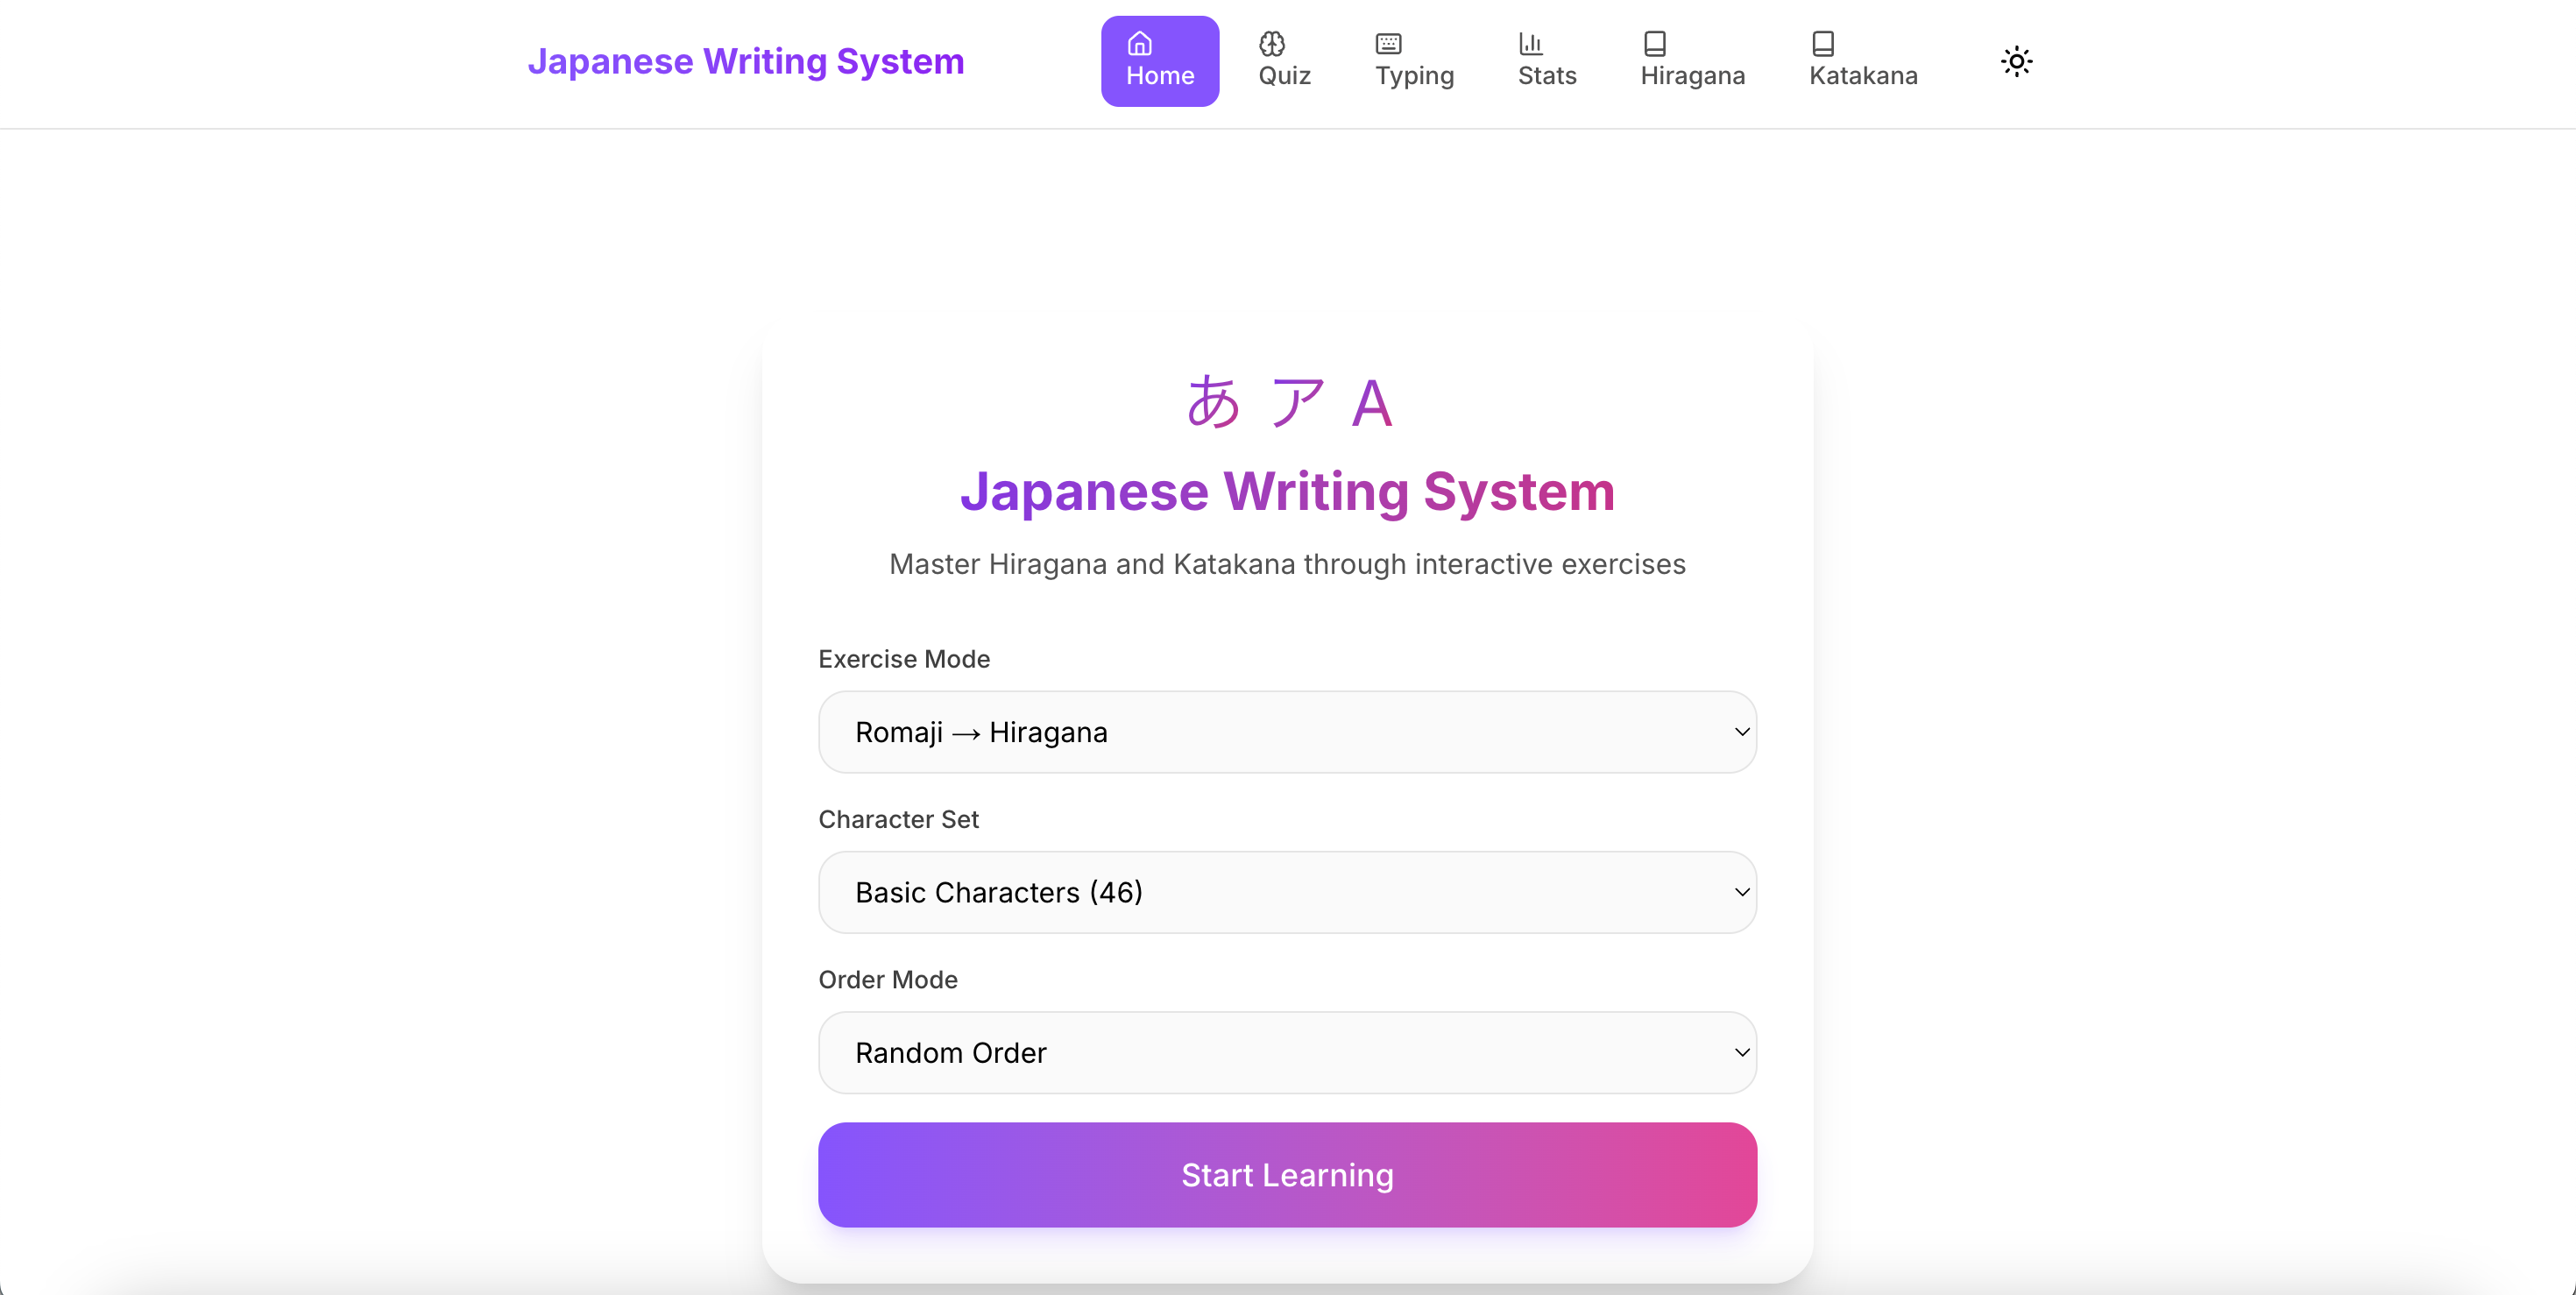 Japanese Writing System
Home
Quiz
Typing
Stats
Hiragana
Katakana
あ ア A
Japanese Writing System
Master Hiragana and Katakana through interactive exercises
Exercise Mode
Romaji → Hiragana
Character Set
Basic Characters (46)
Order Mode
Random Order
Start Learning